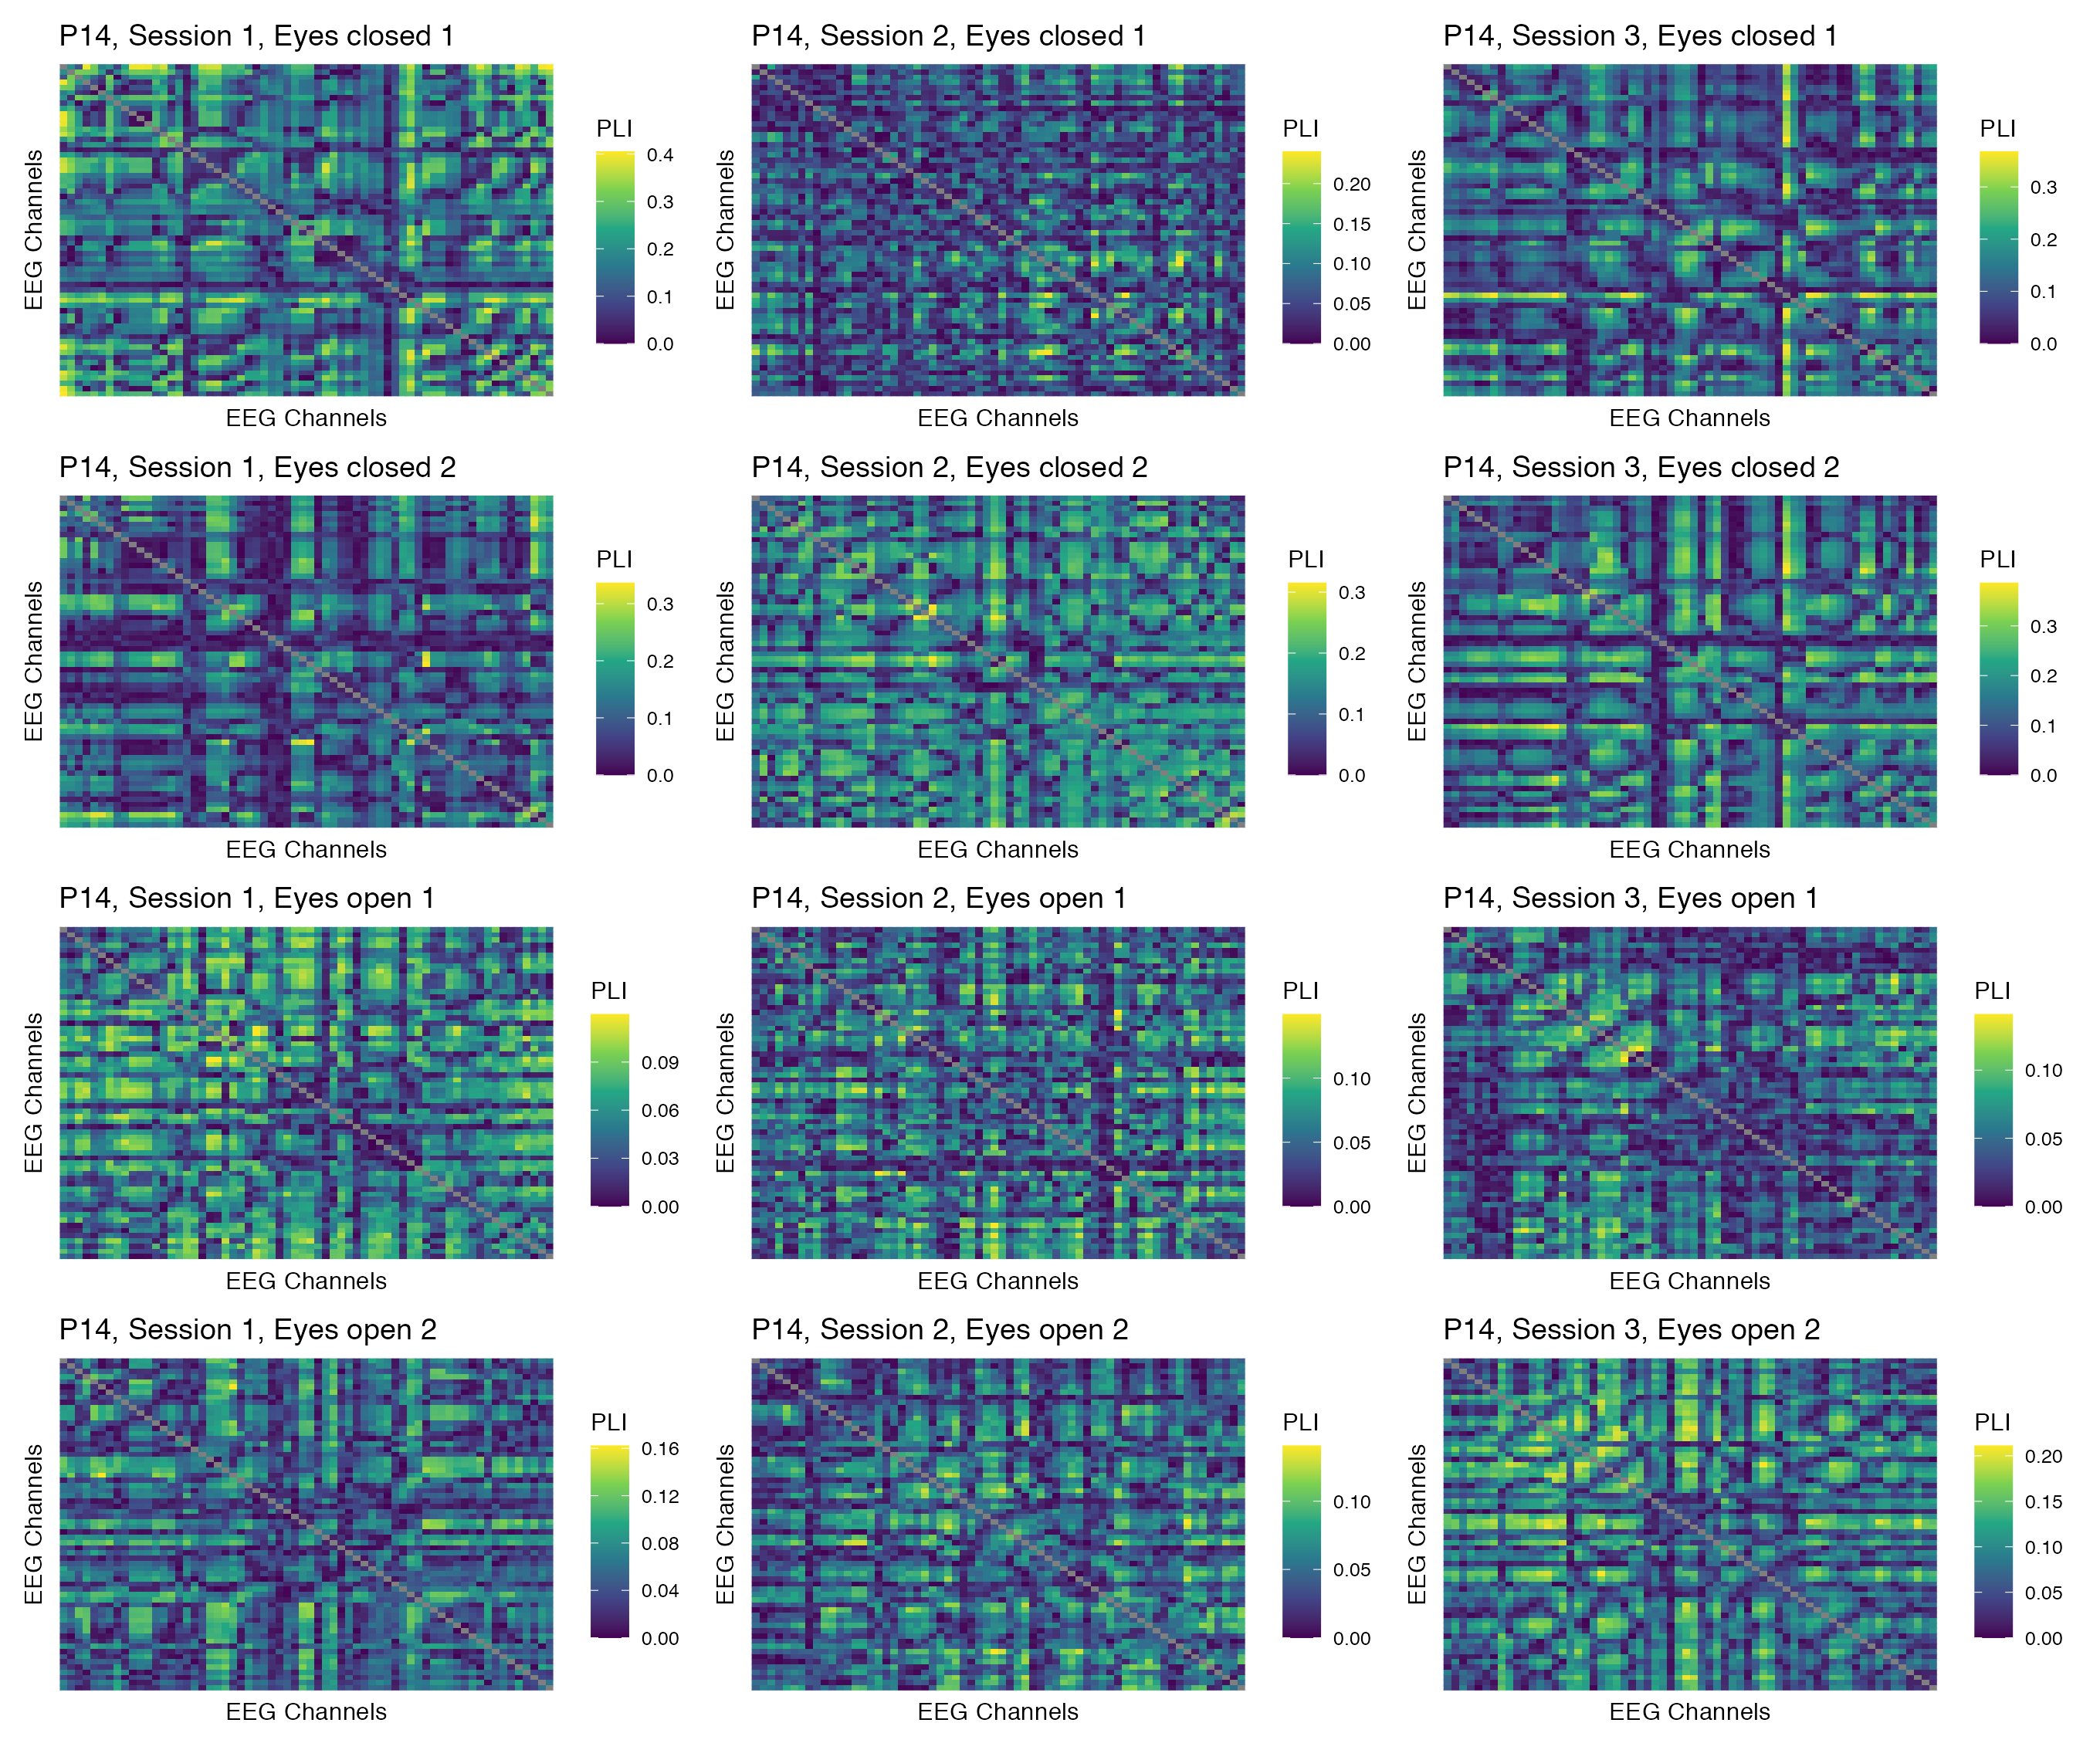 P14, Session 1, Eyes closed 1
EEG Channels
EEG Channels
PLI
0.4
0.3
0.2
0.1
0.0
P14, Session 2, Eyes closed 1
EEG Channels
EEG Channels
PLI
0.20
0.15
0.10
0.05
0.00
P14, Session 3, Eyes closed 1
EEG Channels
EEG Channels
PLI
0.3
0.2
0.1
0.0
P14, Session 1, Eyes closed 2
EEG Channels
EEG Channels
PLI
0.3
0.2
0.1
0.0
P14, Session 2, Eyes closed 2
EEG Channels
EEG Channels
PLI
0.3
0.2
0.1
0.0
P14, Session 3, Eyes closed 2
EEG Channels
EEG Channels
PLI
0.3
0.2
0.1
0.0
P14, Session 1, Eyes open 1
EEG Channels
EEG Channels
PLI
0.09
0.06
0.03
0.00
P14, Session 2, Eyes open 1
EEG Channels
EEG Channels
PLI
0.10
0.05
0.00
P14, Session 3, Eyes open 1
EEG Channels
EEG Channels
PLI
0.10
0.05
0.00
P14, Session 1, Eyes open 2
EEG Channels
EEG Channels
PLI
0.16
0.12
0.08
0.04
0.00
P14, Session 2, Eyes open 2
EEG Channels
EEG Channels
PLI
0.10
0.05
0.00
P14, Session 3, Eyes open 2
EEG Channels
EEG Channels
PLI
0.20
0.15
0.10
0.05
0.00